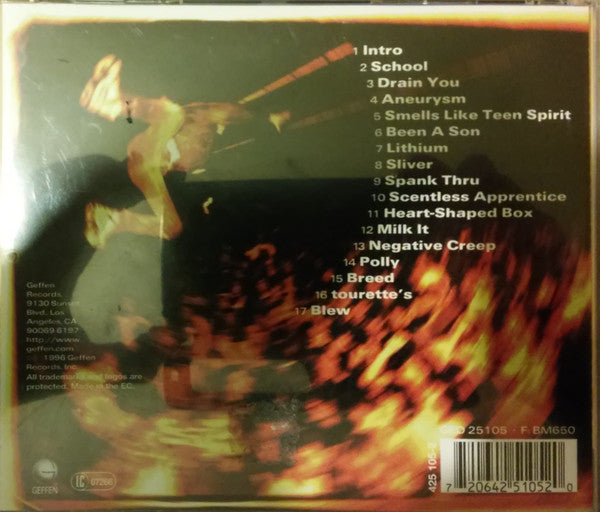 1 Intro
2 School
3 Drain You
4 Aneurysm
5 Smells Like Teen Spirit
6 Been A Son
7 Lithium
8 Sliver
9 Spank Thru
10 Scentless Apprentice
11 Heart-Shaped Box
12 Milk It
13 Negative Creep
14 Polly
15 Breed
16 tourette's
17 Blew
Geffen
Records,
9130 Sunset
Blvd. Los
Angeles, CA
90069 6197
http://www
geffen.com
1996 Geffen
Records, Inc.
All trademarks and logos are
protected. Made in the EC.
GEFFEN
LC 07266
25105 · F: BM650
425 105-2
7 20642 51052 0